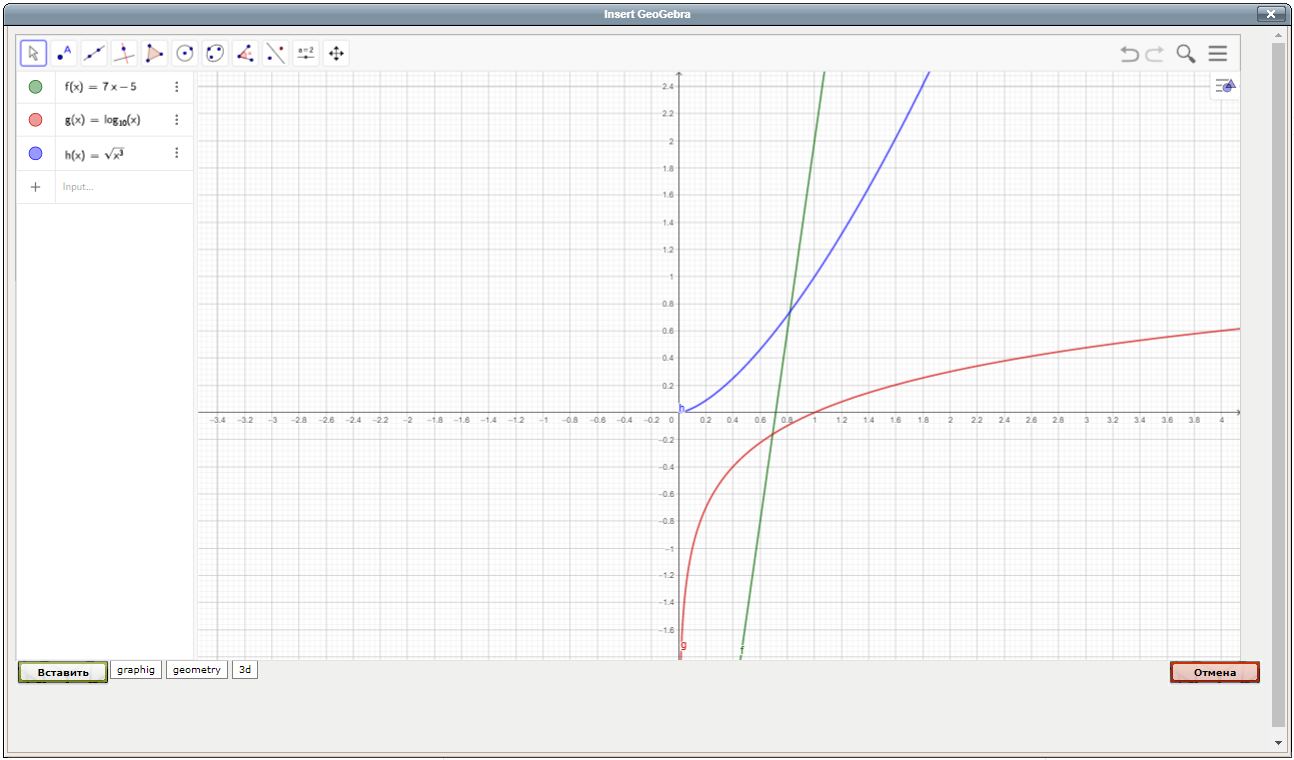 Insert GeoGebra
A
a=2
f(x) = 7 x – 5
g(x) = log₁₀(x)
h(x) = √x³
+ Input...
2.4
2.2
2
1.8
1.6
1.4
1.2
1
0.8
0.6
0.4
0.2
h
–3.4 –3.2 –3 –2.8 –2.6 –2.4 –2.2 –2 –1.8 –1.6 –1.4 –1.2 –1 –0.8 –0.6 –0.4 –0.2 0 0.2 0.4 0.6 0.8 1 1.2 1.4 1.6 1.8 2 2.2 2.4 2.6 2.8 3 3.2 3.4 3.6 3.8 4
–0.2
–0.4
–0.6
–0.8
–1
–1.2
–1.4
–1.6
g
f
Вставить graphig geometry 3d Отмена